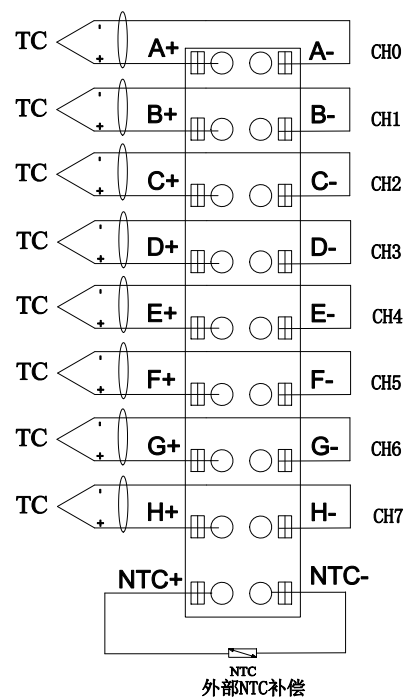 TC - + A+ A- CH0
TC - + B+ B- CH1
TC - + C+ C- CH2
TC - + D+ D- CH3
TC - + E+ E- CH4
TC - + F+ F- CH5
TC - + G+ G- CH6
TC - + H+ H- CH7
NTC+ NTC-
NTC
外部NTC补偿